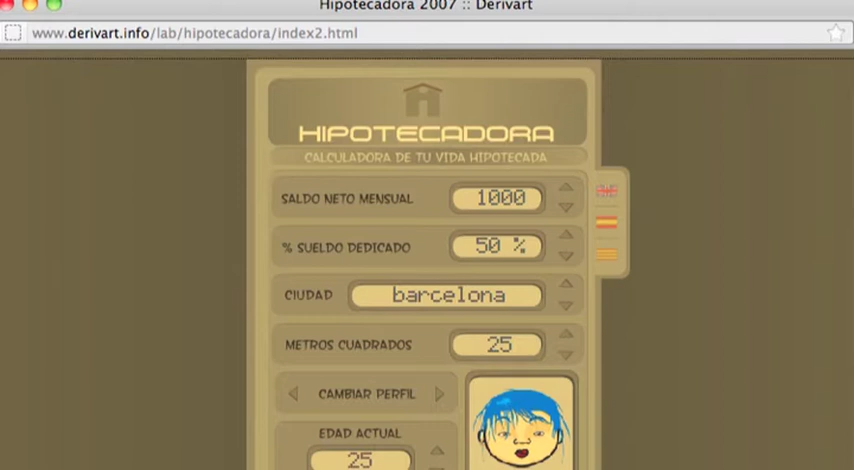 Hipotecadora 2007 :: Derivart
www.derivart.info/lab/hipotecadora/index2.html
HIPOTECADORA
CALCULADORA DE TU VIDA HIPOTECADA
SALDO NETO MENSUAL 1000
% SUELDO DEDICADO 50 %
CIUDAD barcelona
METROS CUADRADOS 25
CAMBIAR PERFIL
EDAD ACTUAL
25